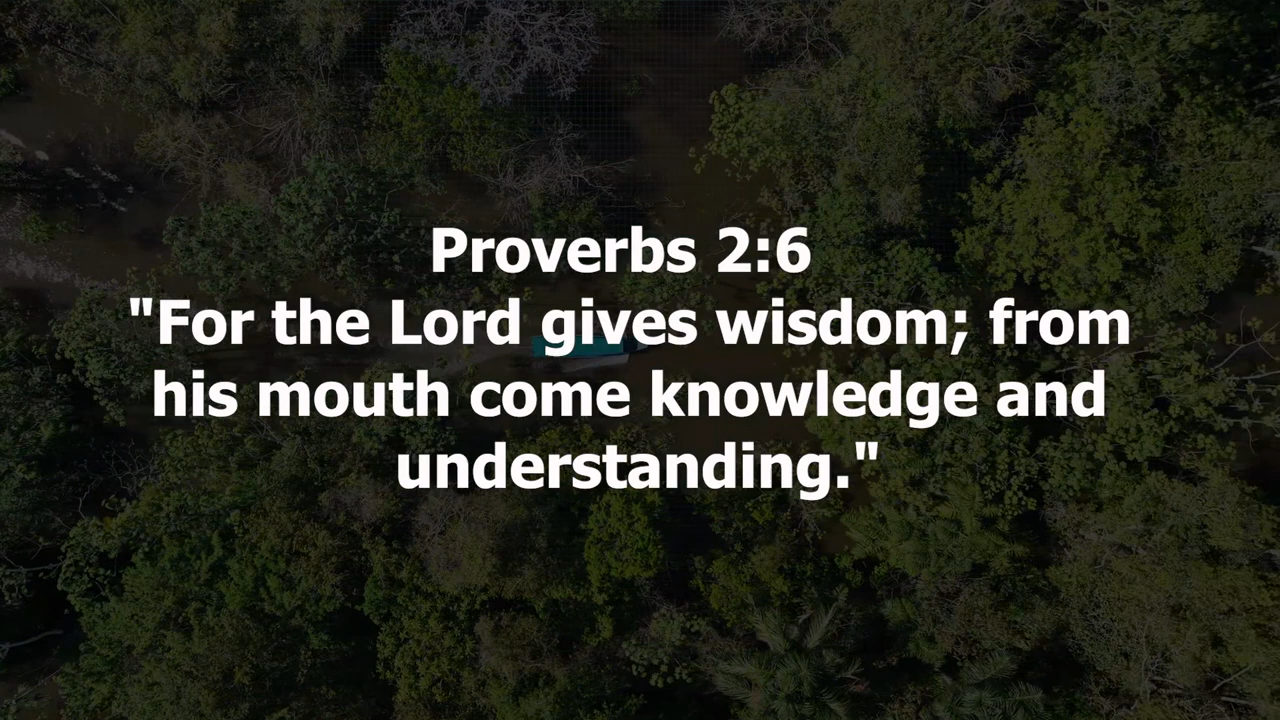 Proverbs 2:6
"For the Lord gives wisdom; from
his mouth come knowledge and
understanding."